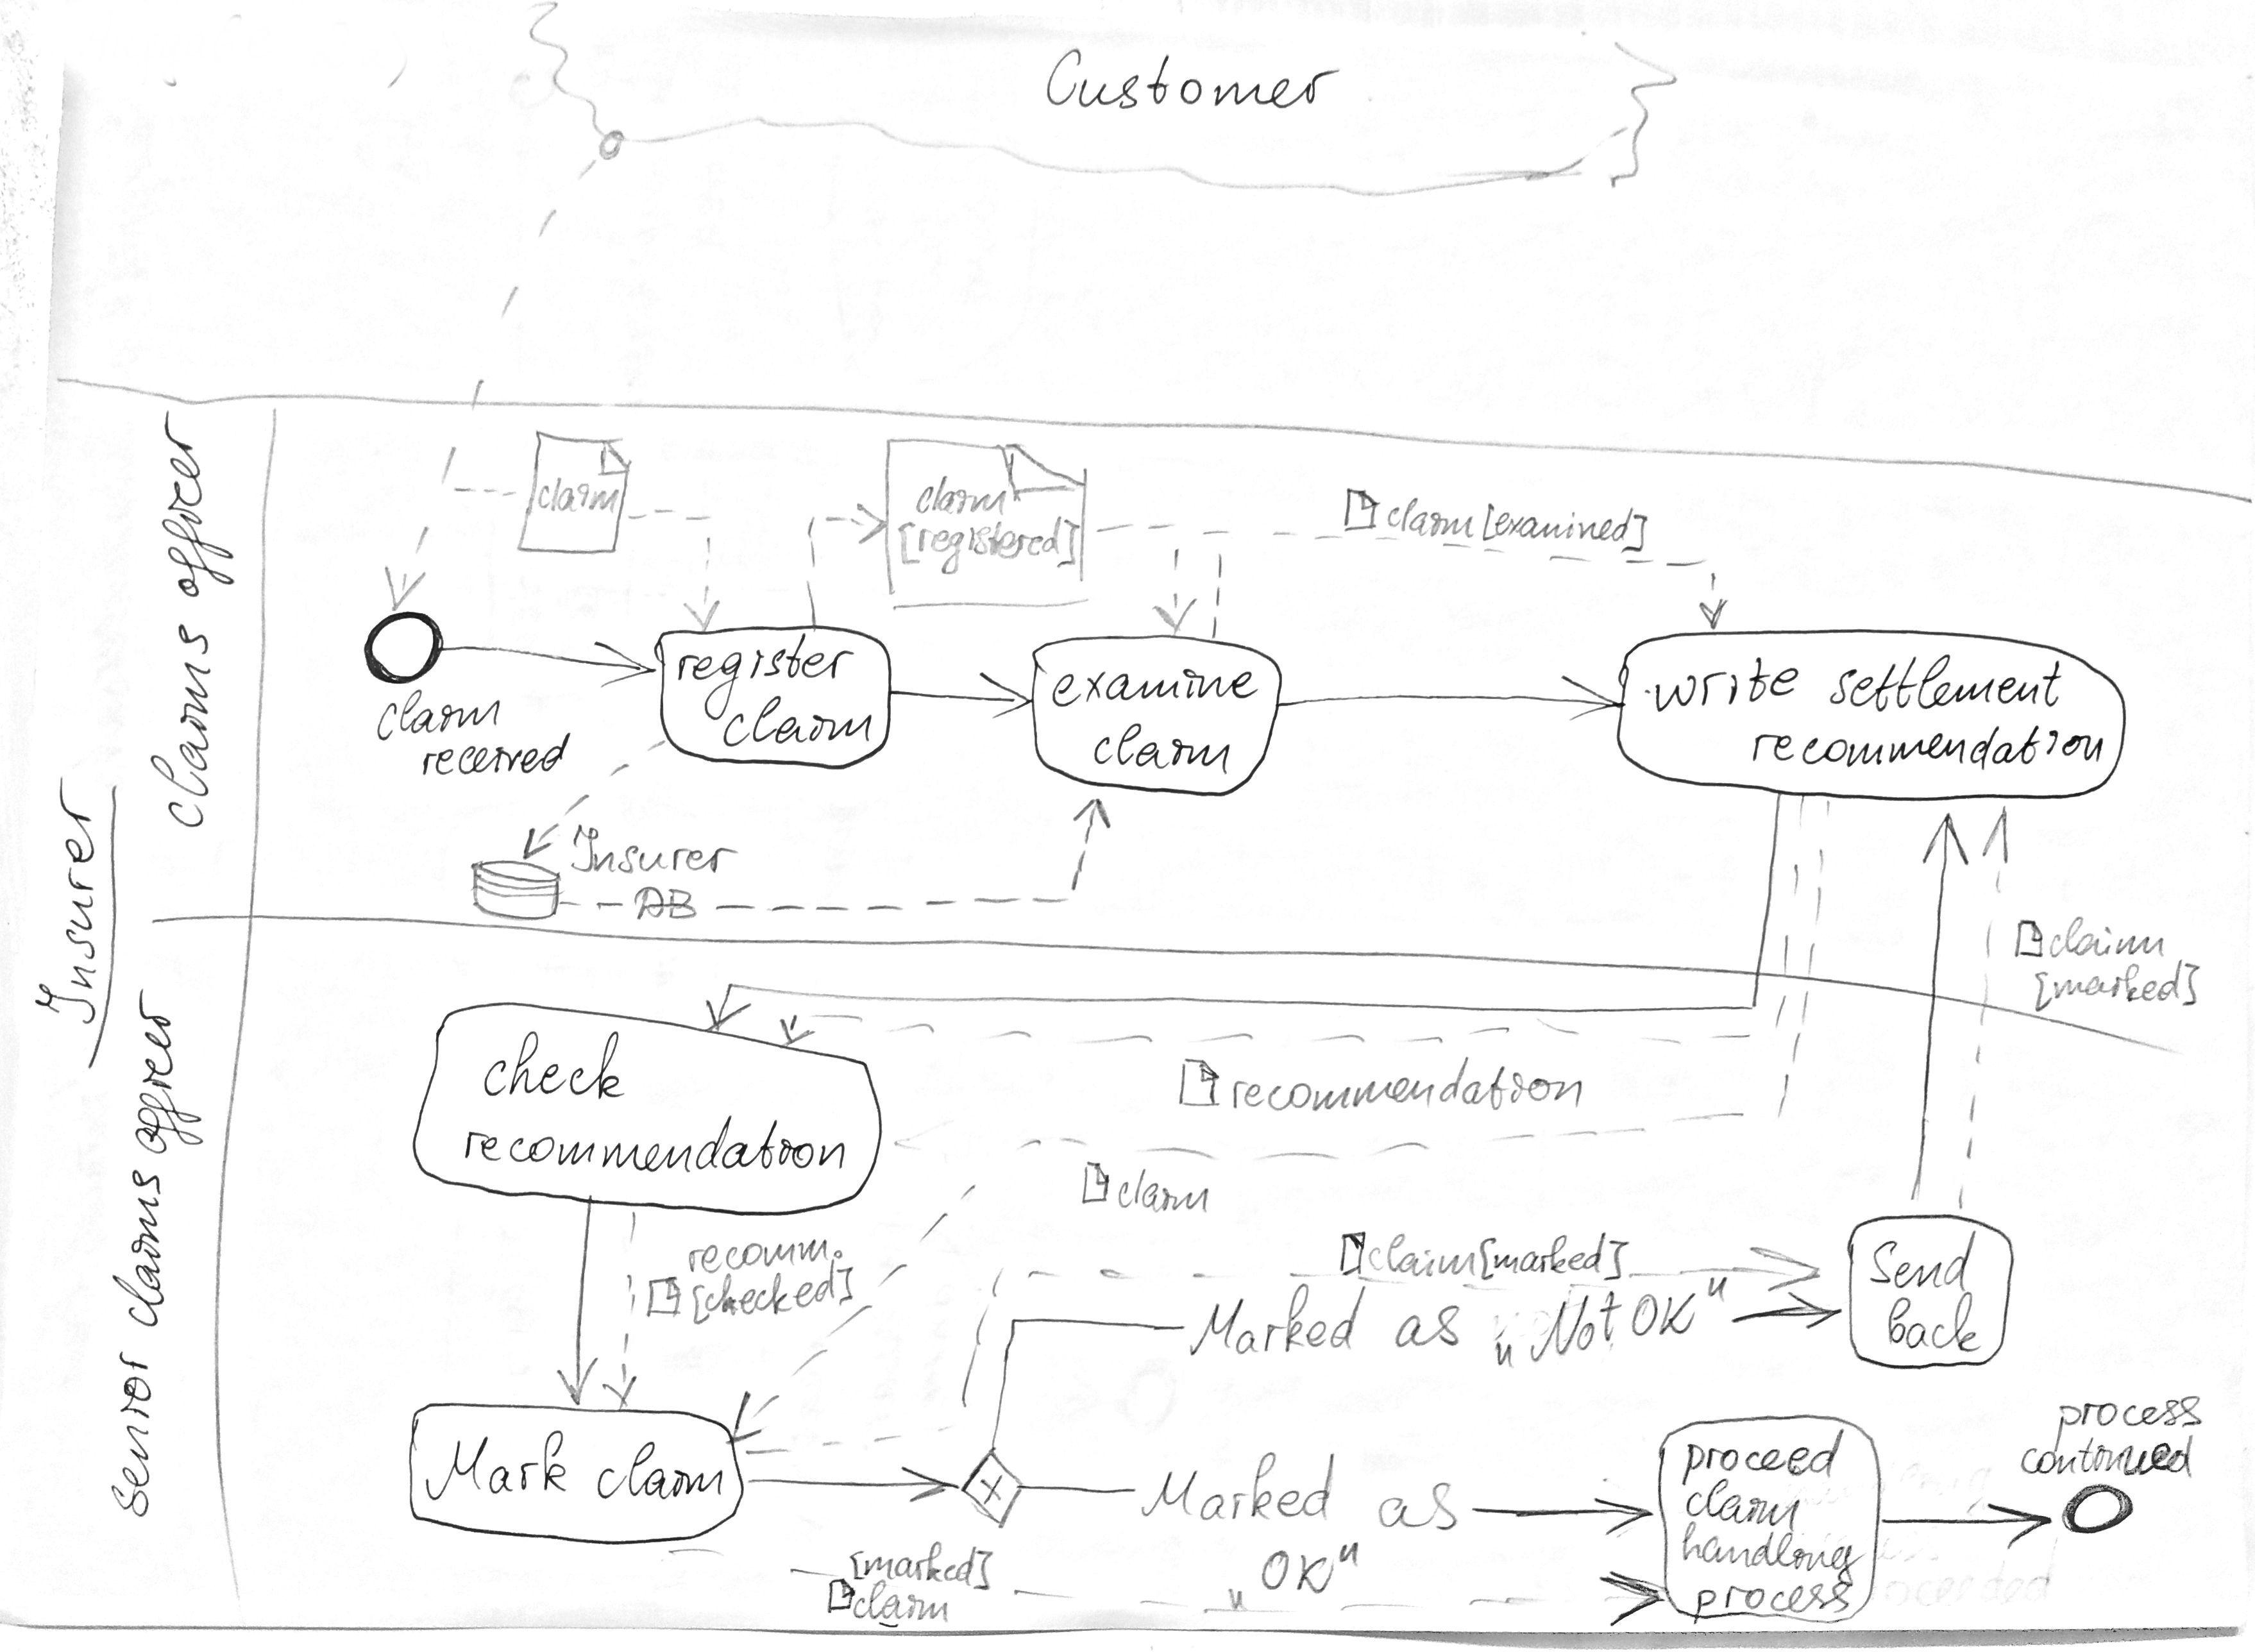 Customer
Insurer
claims officer
senior claims officer
claim
claim
[registered]
claim [examined]
claim
received
register
claim
examine
claim
write settlement
recommendation
Insurer
DB
claim
[marked]
check
recommendation
recommendation
claim
recomm.
[checked]
claim [marked]
Marked as „Not OK"
Send
back
Mark claim
Marked as
„OK"
[marked]
claim
proceed
claim
handling
process
process
continued